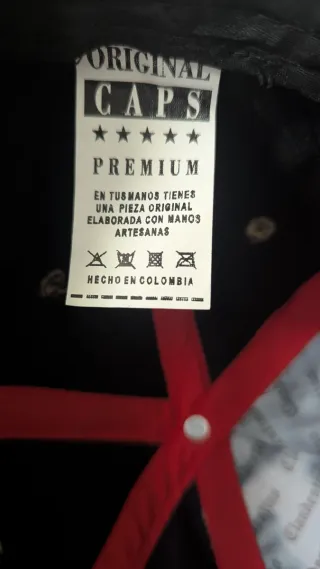 ORIGINAL
CAPS
PREMIUM
EN TUS MANOS TIENES
UNA PIEZA ORIGINAL
ELABORADA CON MANOS
ARTESANAS
HECHO EN COLOMBIA